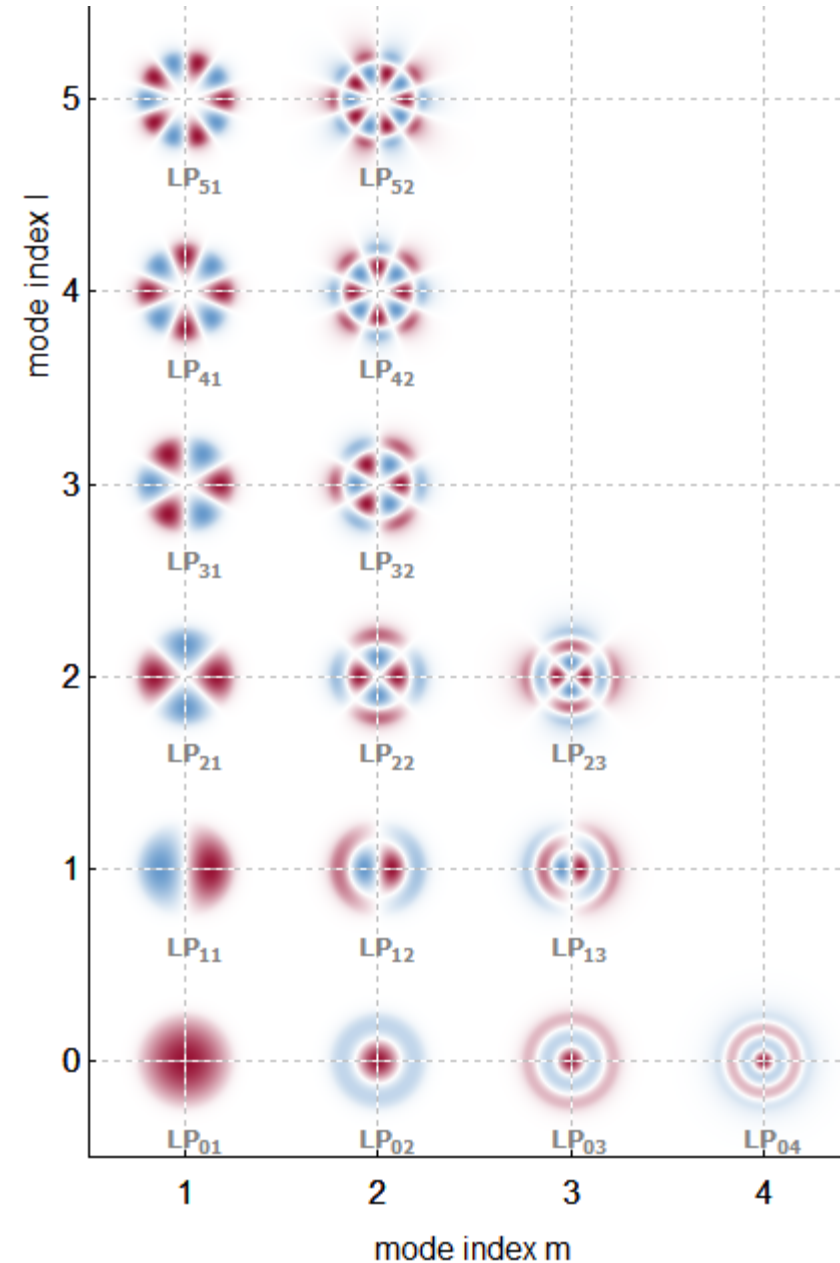 5
LP51 LP52
mode index l
4
LP41 LP42
3
LP31 LP32
2
LP21 LP22 LP23
1
LP11 LP12 LP13
0
LP01 LP02 LP03 LP04
1 2 3 4
mode index m